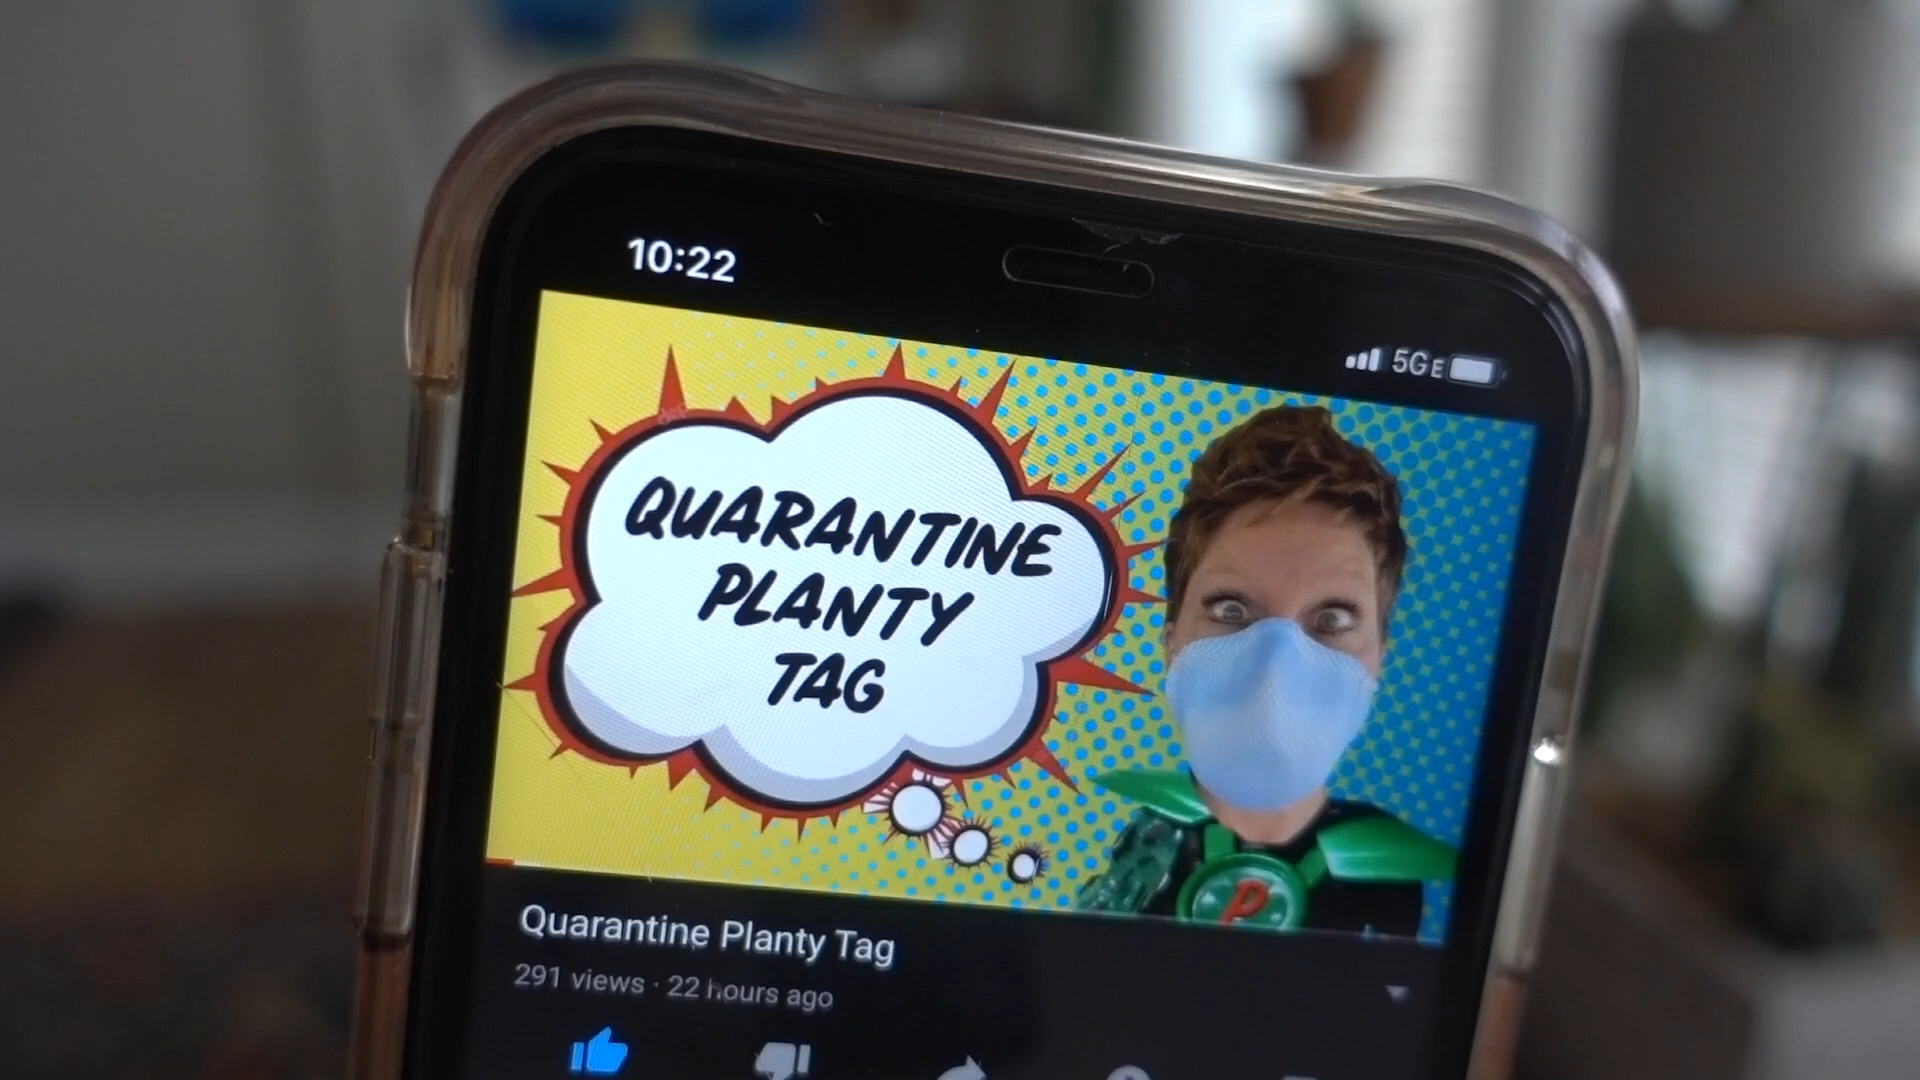 10:22
5GE
QUARANTINE
PLANTY
TAG
P
Quarantine Planty Tag
291 views · 22 hours ago